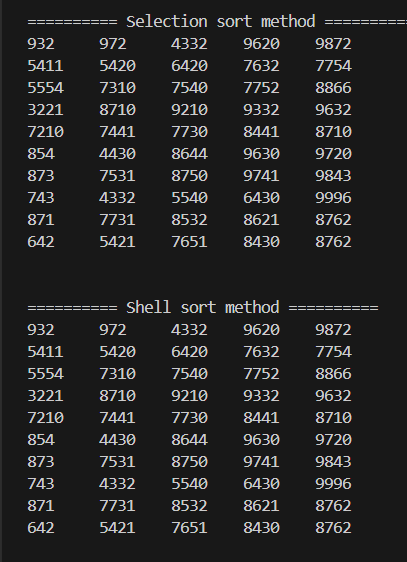 ========== Selection sort method ==========
932 972 4332 9620 9872
5411 5420 6420 7632 7754
5554 7310 7540 7752 8866
3221 8710 9210 9332 9632
7210 7441 7730 8441 8710
854 4430 8644 9630 9720
873 7531 8750 9741 9843
743 4332 5540 6430 9996
871 7731 8532 8621 8762
642 5421 7651 8430 8762
========== Shell sort method ==========
932 972 4332 9620 9872
5411 5420 6420 7632 7754
5554 7310 7540 7752 8866
3221 8710 9210 9332 9632
7210 7441 7730 8441 8710
854 4430 8644 9630 9720
873 7531 8750 9741 9843
743 4332 5540 6430 9996
871 7731 8532 8621 8762
642 5421 7651 8430 8762